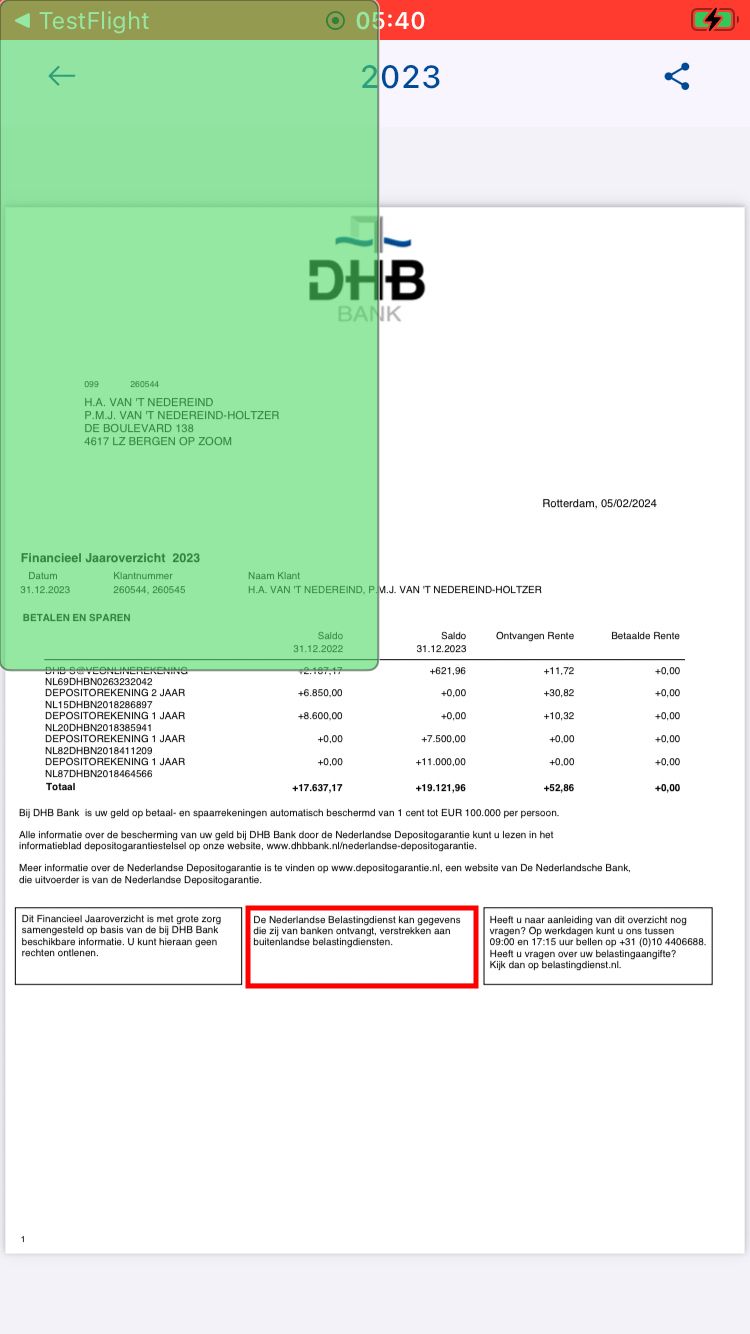 ◀ TestFlight 05:40
2023
DHB
BANK
099 260544
H.A. VAN 'T NEDEREIND
P.M.J. VAN 'T NEDEREIND-HOLTZER
DE BOULEVARD 138
4617 LZ BERGEN OP ZOOM
Rotterdam, 05/02/2024
Financieel Jaaroverzicht 2023
Datum Klantnummer Naam Klant
31.12.2023 260544, 260545 H.A. VAN 'T NEDEREIND, P.M.J. VAN 'T NEDEREIND-HOLTZER
BETALEN EN SPAREN
Saldo Saldo Ontvangen Rente Betaalde Rente
31.12.2022 31.12.2023
DHB S@VEONLINEREKENING +2.187,17 +621,96 +11,72 +0,00
NL69DHBN0263232042
DEPOSITOREKENING 2 JAAR +6.850,00 +0,00 +30,82 +0,00
NL15DHBN2018286897
DEPOSITOREKENING 1 JAAR +8.600,00 +0,00 +10,32 +0,00
NL20DHBN2018385941
DEPOSITOREKENING 1 JAAR +0,00 +7.500,00 +0,00 +0,00
NL82DHBN2018411209
DEPOSITOREKENING 1 JAAR +0,00 +11.000,00 +0,00 +0,00
NL87DHBN2018464566
Totaal +17.637,17 +19.121,96 +52,86 +0,00
Bij DHB Bank is uw geld op betaal- en spaarrekeningen automatisch beschermd van 1 cent tot EUR 100.000 per persoon.
Alle informatie over de bescherming van uw geld bij DHB Bank door de Nederlandse Depositogarantie kunt u lezen in het
informatieblad depositogarantiestelsel op onze website, www.dhbbank.nl/nederlandse-depositogarantie.
Meer informatie over de Nederlandse Depositogarantie is te vinden op www.depositogarantie.nl, een website van De Nederlandsche Bank,
die uitvoerder is van de Nederlandse Depositogarantie.
Dit Financieel Jaaroverzicht is met grote zorg
samengesteld op basis van de bij DHB Bank
beschikbare informatie. U kunt hieraan geen
rechten ontlenen.
De Nederlandse Belastingdienst kan gegevens
die zij van banken ontvangt, verstrekken aan
buitenlandse belastingdiensten.
Heeft u naar aanleiding van dit overzicht nog
vragen? Op werkdagen kunt u ons tussen
09:00 en 17:15 uur bellen op +31 (0)10 4406688.
Heeft u vragen over uw belastingaangifte?
Kijk dan op belastingdienst.nl.
1